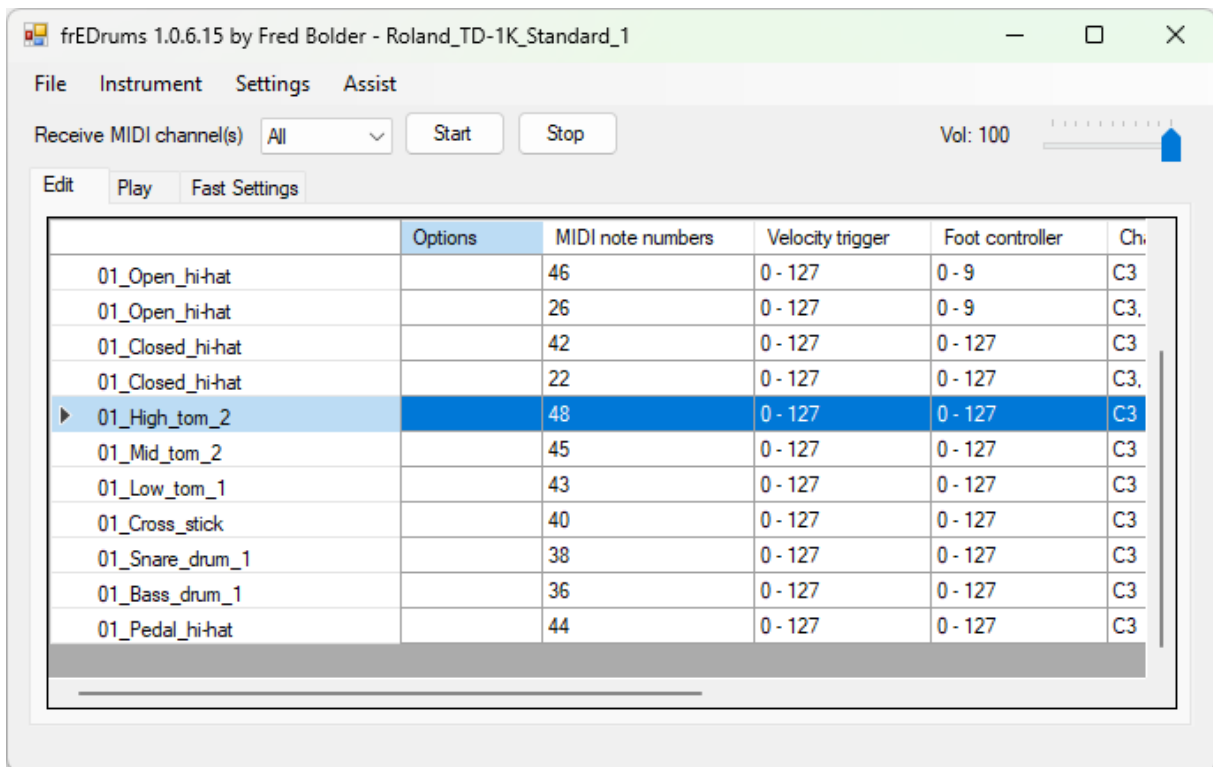 frEDrums 1.0.6.15 by Fred Bolder - Roland_TD-1K_Standard_1
File Instrument Settings Assist
Receive MIDI channel(s) All Start Stop Vol: 100
Edit Play Fast Settings
Options MIDI note numbers Velocity trigger Foot controller
01_Open_hi-hat 46 0 - 127 0 - 9 C3
01_Open_hi-hat 26 0 - 127 0 - 9 C3,
01_Closed_hi-hat 42 0 - 127 0 - 127 C3
01_Closed_hi-hat 22 0 - 127 0 - 127 C3,
01_High_tom_2 48 0 - 127 0 - 127 C3
01_Mid_tom_2 45 0 - 127 0 - 127 C3
01_Low_tom_1 43 0 - 127 0 - 127 C3
01_Cross_stick 40 0 - 127 0 - 127 C3
01_Snare_drum_1 38 0 - 127 0 - 127 C3
01_Bass_drum_1 36 0 - 127 0 - 127 C3
01_Pedal_hi-hat 44 0 - 127 0 - 127 C3